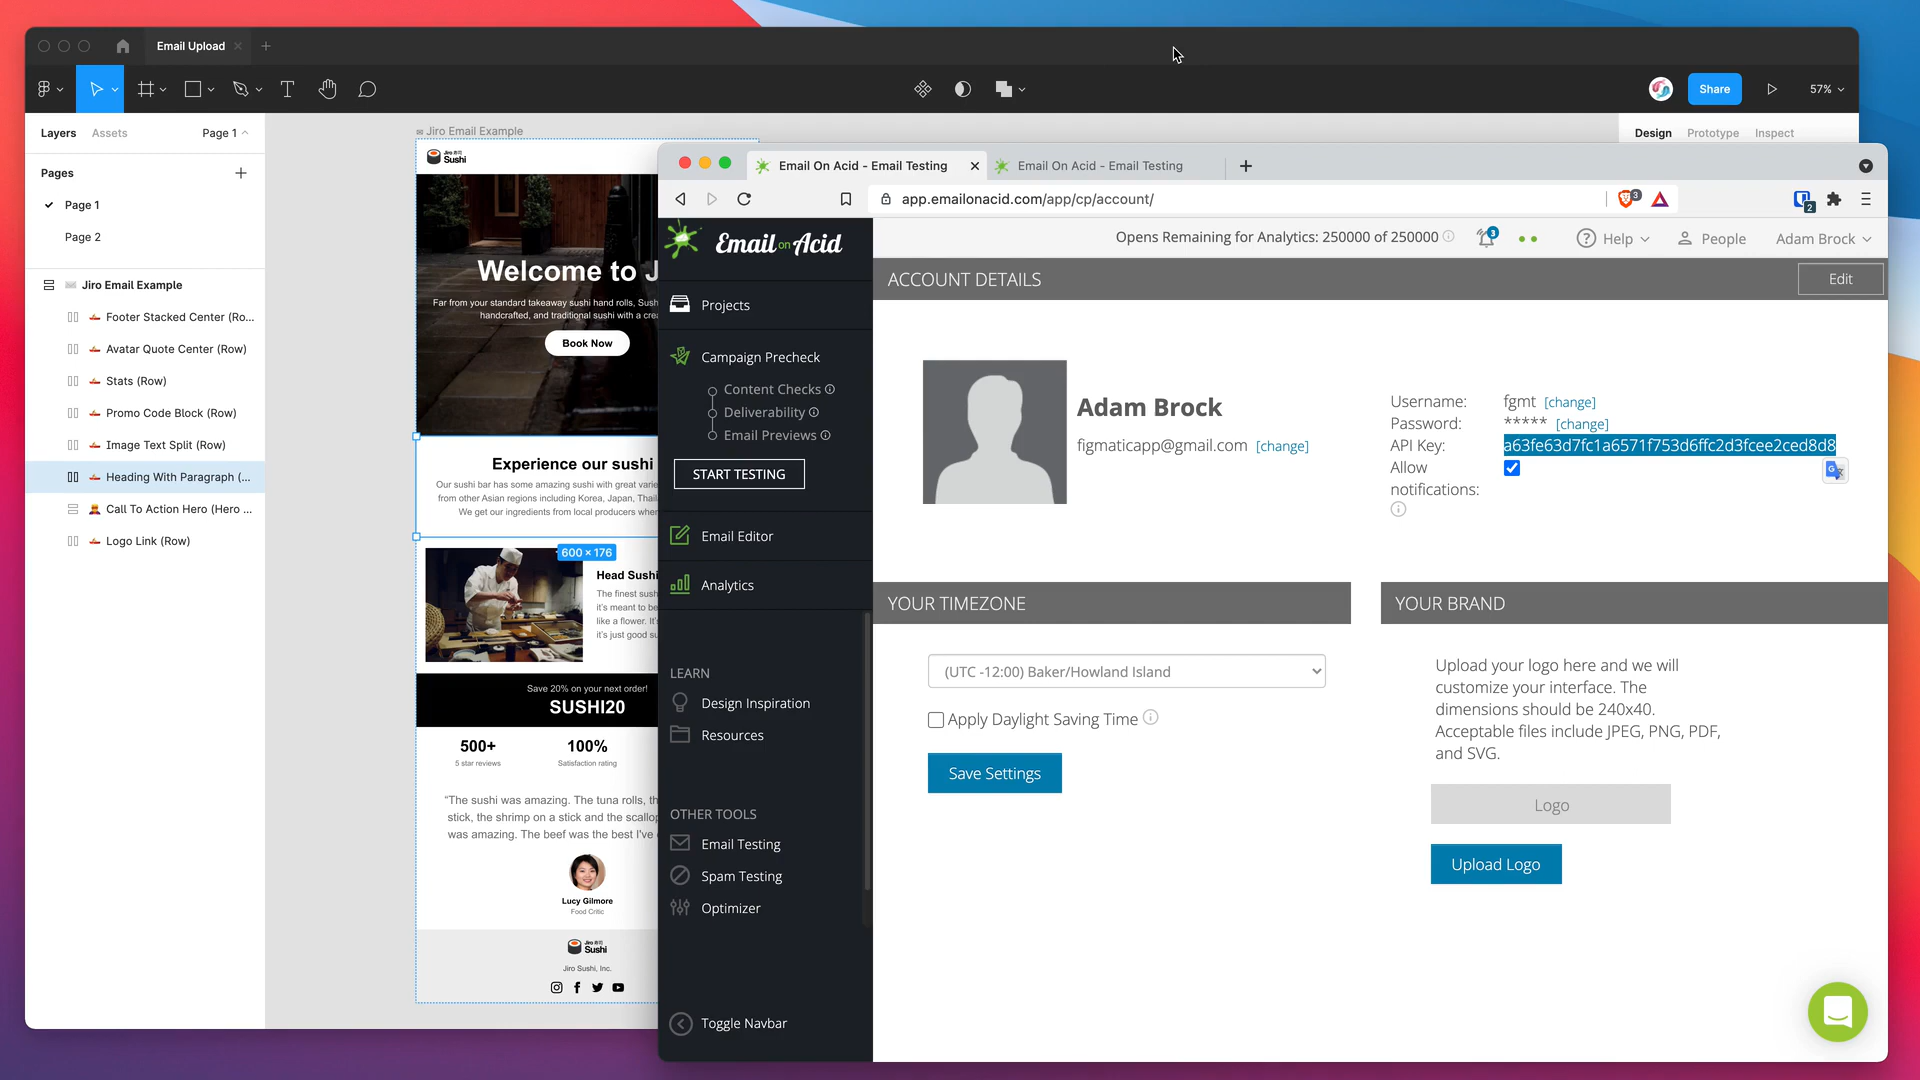 Email Upload
Share
57%
Layers
Assets
Page 1
Pages
Page 1
Page 2
Jiro Email Example
Footer Stacked Center (Ro...
Avatar Quote Center (Row)
Stats (Row)
Promo Code Block (Row)
Image Text Split (Row)
Heading With Paragraph (...
Call To Action Hero (Hero ...
Logo Link (Row)
Design
Prototype
Inspect
Jiro Email Example
Jiro
Sushi
Welcome to J
Far from your standard takeaway sushi hand rolls, Sush
handcrafted, and traditional sushi with a crea
Book Now
Experience our sushi
Our sushi bar has some amazing sushi with great varie
from other Asian regions including Korea, Japan, Thail
We get our ingredients from local producers wher
600 × 176
Head Sushi
The finest sush
it's meant to be
like a flower. It's
it's just good su
Save 20% on your next order!
SUSHI20
500+
100%
5 star reviews
Satisfaction rating
"The sushi was amazing. The tuna rolls, th
stick, the shrimp on a stick and the scallop
was amazing. The beef was the best I've
Lucy Gilmore
Food Critic
Jiro
Sushi
Jiro Sushi, Inc.
Email On Acid - Email Testing
Email On Acid - Email Testing
app.emailonacid.com/app/cp/account/
3
2
Email on Acid
Opens Remaining for Analytics: 250000 of 250000
3
Help
People
Adam Brock
Projects
Campaign Precheck
Content Checks
Deliverability
Email Previews
START TESTING
Email Editor
Analytics
LEARN
Design Inspiration
Resources
OTHER TOOLS
Email Testing
Spam Testing
Optimizer
Toggle Navbar
ACCOUNT DETAILS
Edit
Adam Brock
figmaticapp@gmail.com [change]
Username: fgmt [change]
Password: ***** [change]
API Key: a63fe63d7fc1a6571f753d6ffc2d3fcee2ced8d8
Allow
notifications:
YOUR TIMEZONE
(UTC -12:00) Baker/Howland Island
Apply Daylight Saving Time
Save Settings
YOUR BRAND
Upload your logo here and we will
customize your interface. The
dimensions should be 240x40.
Acceptable files include JPEG, PNG, PDF,
and SVG.
Logo
Upload Logo